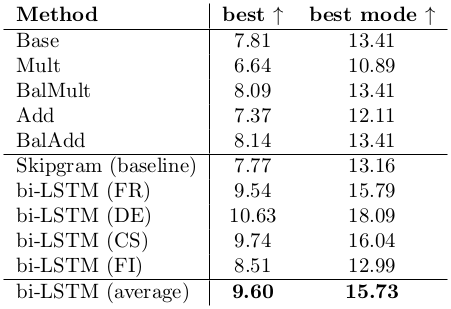 Method best ↑ best mode ↑
Base 7.81 13.41
Mult 6.64 10.89
BalMult 8.09 13.41
Add 7.37 12.11
BalAdd 8.14 13.41
Skipgram (baseline) 7.77 13.16
bi-LSTM (FR) 9.54 15.79
bi-LSTM (DE) 10.63 18.09
bi-LSTM (CS) 9.74 16.04
bi-LSTM (FI) 8.51 12.99
bi-LSTM (average) 9.60 15.73